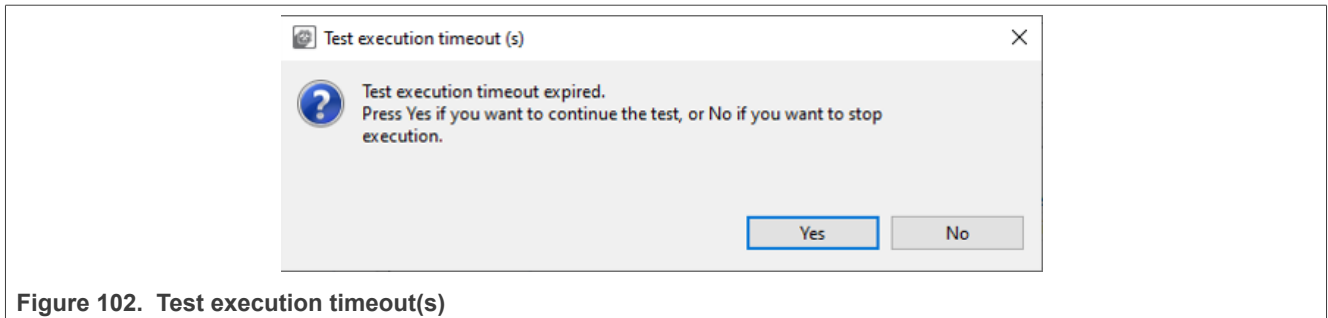 Test execution timeout (s)
Test execution timeout expired.
Press Yes if you want to continue the test, or No if you want to stop
execution.
Yes No
Figure 102. Test execution timeout(s)